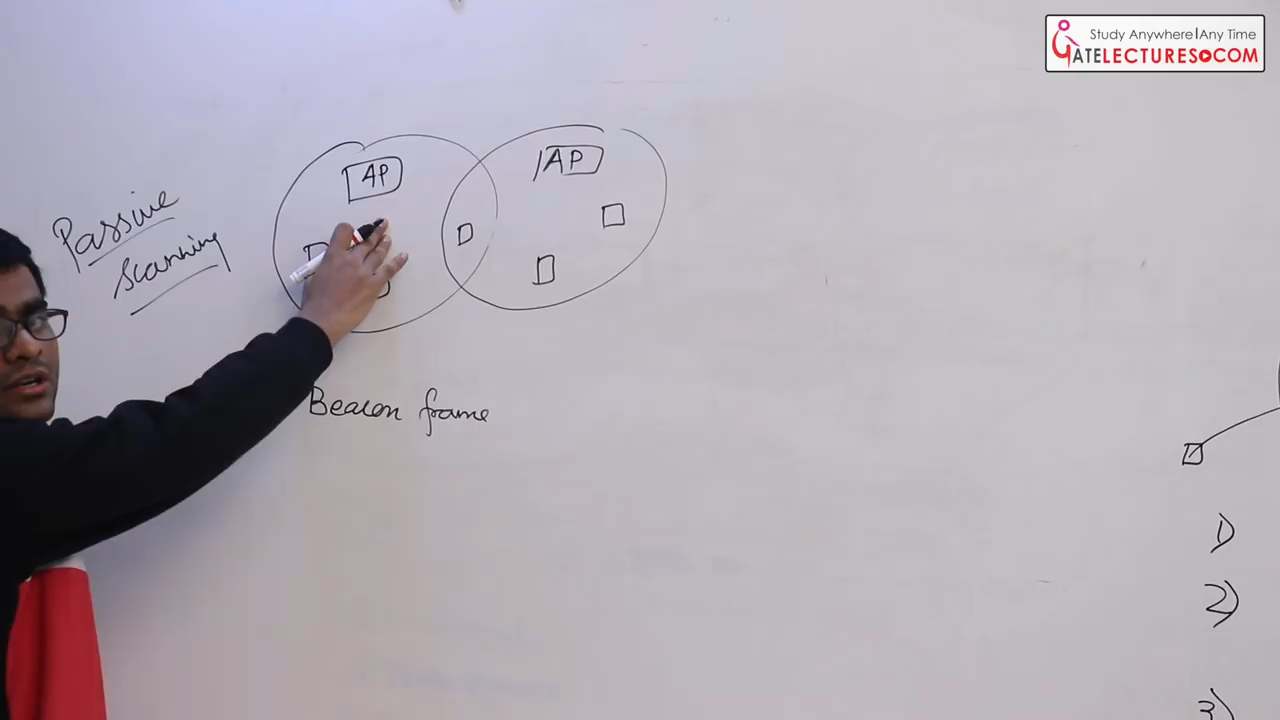 Study Anywhere|Any Time
GATELECTURES.COM
AP
AP
Passive
Scanning
Beacon frame
1)
2)
3)